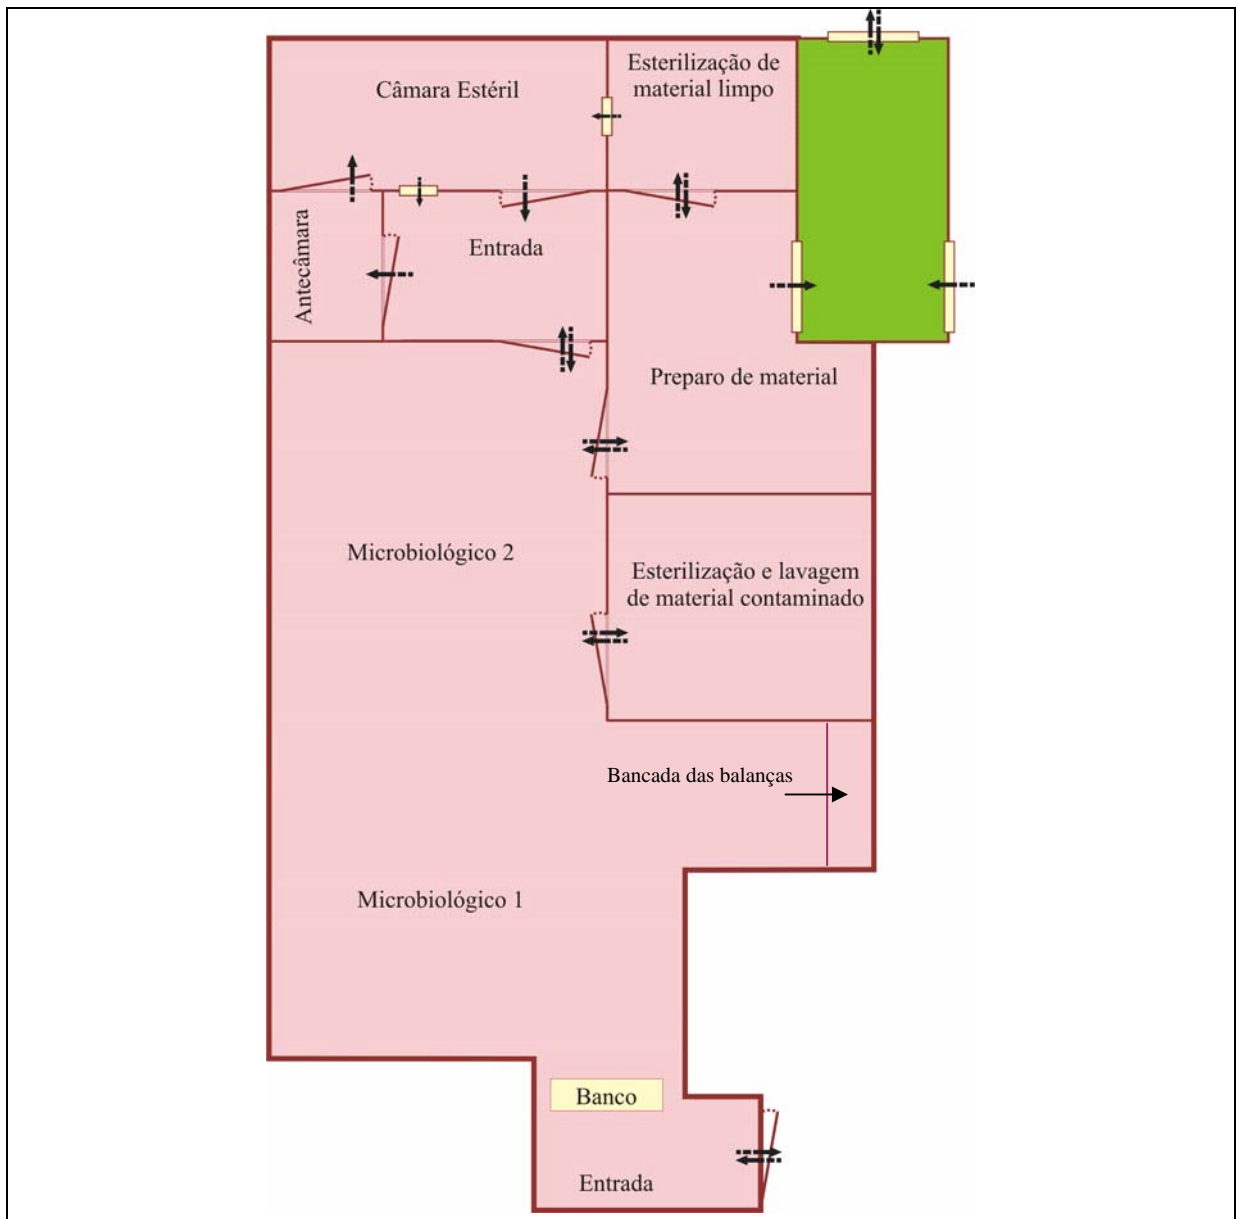 Câmara Estéril
Esterilização de
material limpo
Antecâmara
Entrada
Preparo de material
Microbiológico 2
Esterilização e lavagem
de material contaminado
Bancada das balanças
Microbiológico 1
Banco
Entrada